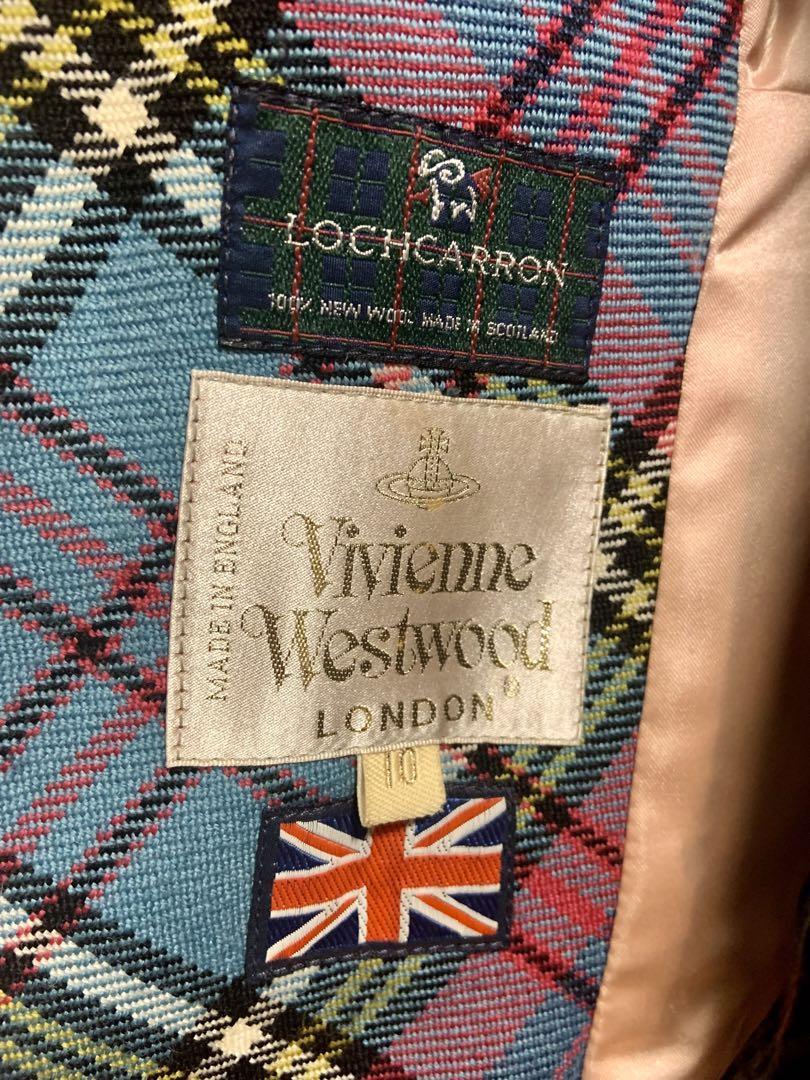 LOCHCARRON
100% NEW WOOL MADE IN SCOTLAND
MADE IN ENGLAND
Vivienne
Westwood
LONDON®
10